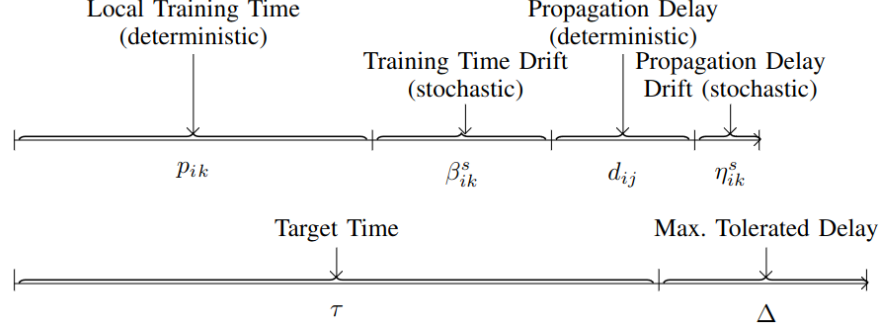 Local Training Time
(deterministic)
Propagation Delay
(deterministic)
Training Time Drift
(stochastic)
Propagation Delay
Drift (stochastic)
p_{ik}
β^s_{ik}
d_{ij}
η^s_{ik}
Target Time
Max. Tolerated Delay
τ
Δ